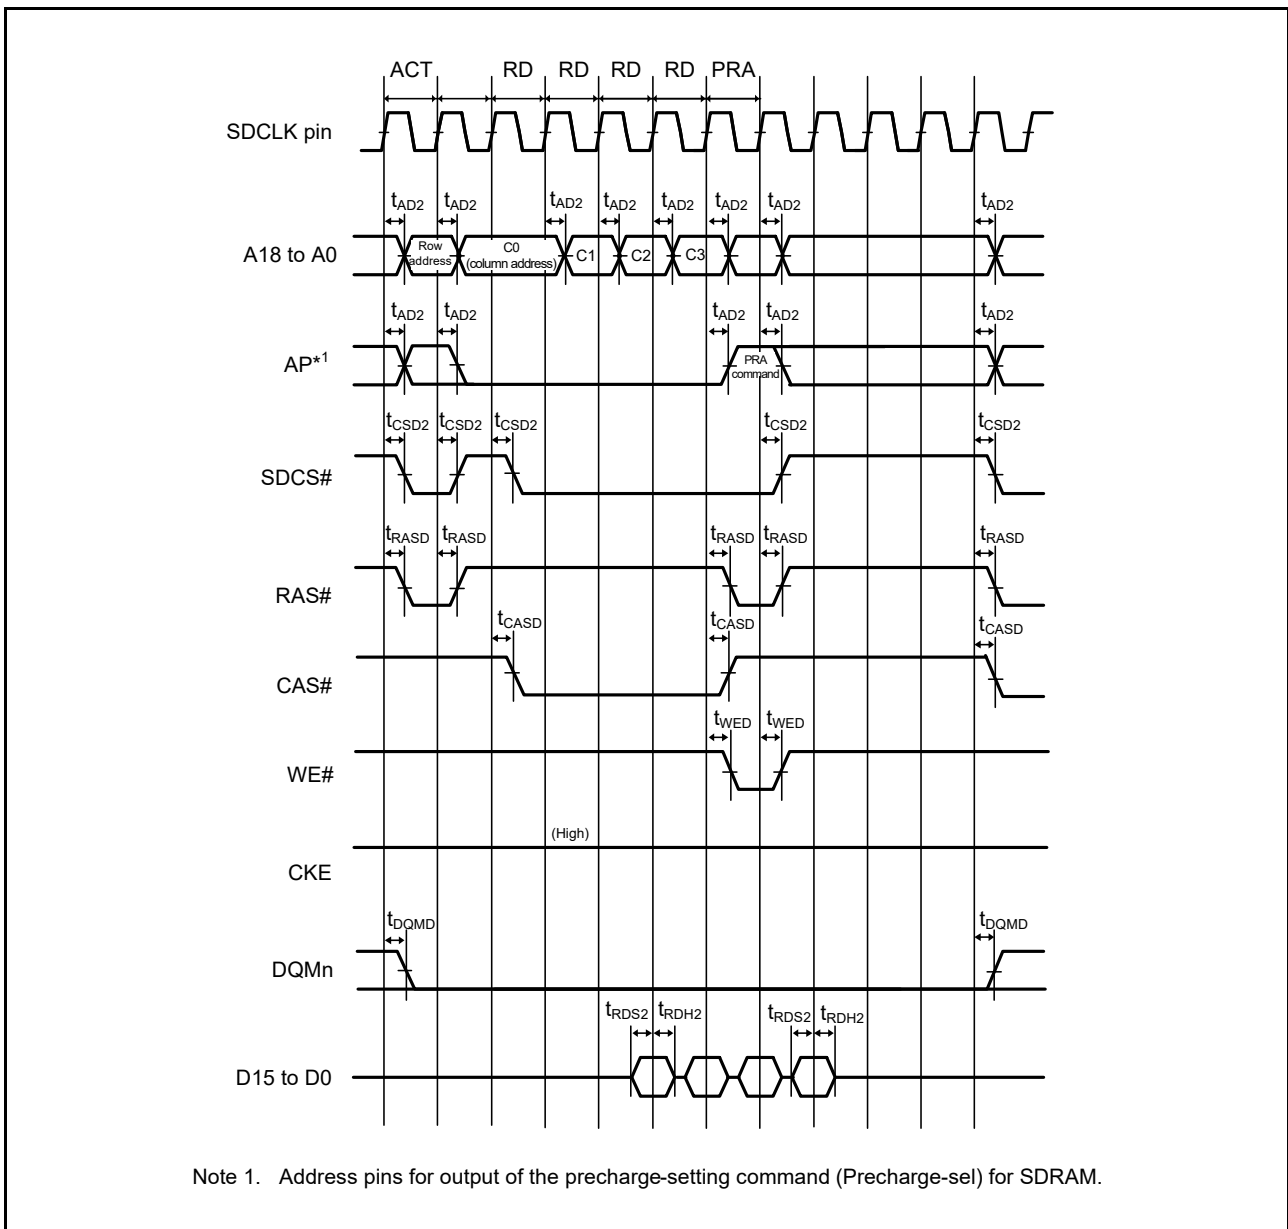 ACT RD RD RD RD PRA
SDCLK pin
tAD2 tAD2 tAD2 tAD2 tAD2 tAD2 tAD2 tAD2
A18 to A0
Row address
C0 (column address)
C1 C2 C3
tAD2 tAD2 tAD2 tAD2 tAD2
AP*1
PRA command
tCSD2 tCSD2 tCSD2 tCSD2 tCSD2
SDCS#
tRASD tRASD tRASD tRASD tRASD
RAS#
tCASD tCASD tCASD
CAS#
tWED tWED
WE#
(High)
CKE
tDQMD tDQMD
DQMn
tRDS2 tRDH2 tRDS2 tRDH2
D15 to D0
Note 1. Address pins for output of the precharge-setting command (Precharge-sel) for SDRAM.